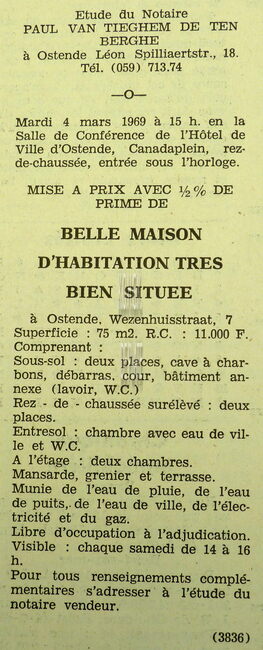 Etude du Notaire
PAUL VAN TIEGHEM DE TEN
BERGHE
à Ostende Léon Spilliaertstr., 18.
Tél. (059) 713.74
—O—
Mardi 4 mars 1969 à 15 h. en la
Salle de Conférence de l'Hôtel de
Ville d'Ostende, Canadaplein, rez-
de-chaussée, entrée sous l'horloge.
MISE A PRIX AVEC ½% DE
PRIME DE
BELLE MAISON
D'HABITATION TRES
BIEN SITUEE
à Ostende, Wezenhuisstraat, 7
Superficie : 75 m2. R.C. : 11.000 F.
Comprenant :
Sous-sol : deux places, cave à char-
bons, débarras, cour, bâtiment an-
nexe (lavoir, W.C.)
Rez - de - chaussée surélévé : deux
places.
Entresol : chambre avec eau de vil-
le et W.C.
A l'étage : deux chambres.
Mansarde, grenier et terrasse.
Munie de l'eau de pluie, de l'eau
de puits, de l'eau de ville, de l'élec-
tricité et du gaz.
Libre d'occupation à l'adjudication.
Visible : chaque samedi de 14 à 16
h.
Pour tous renseignements complé-
mentaires s'adresser à l'étude du
notaire vendeur.
(3836)